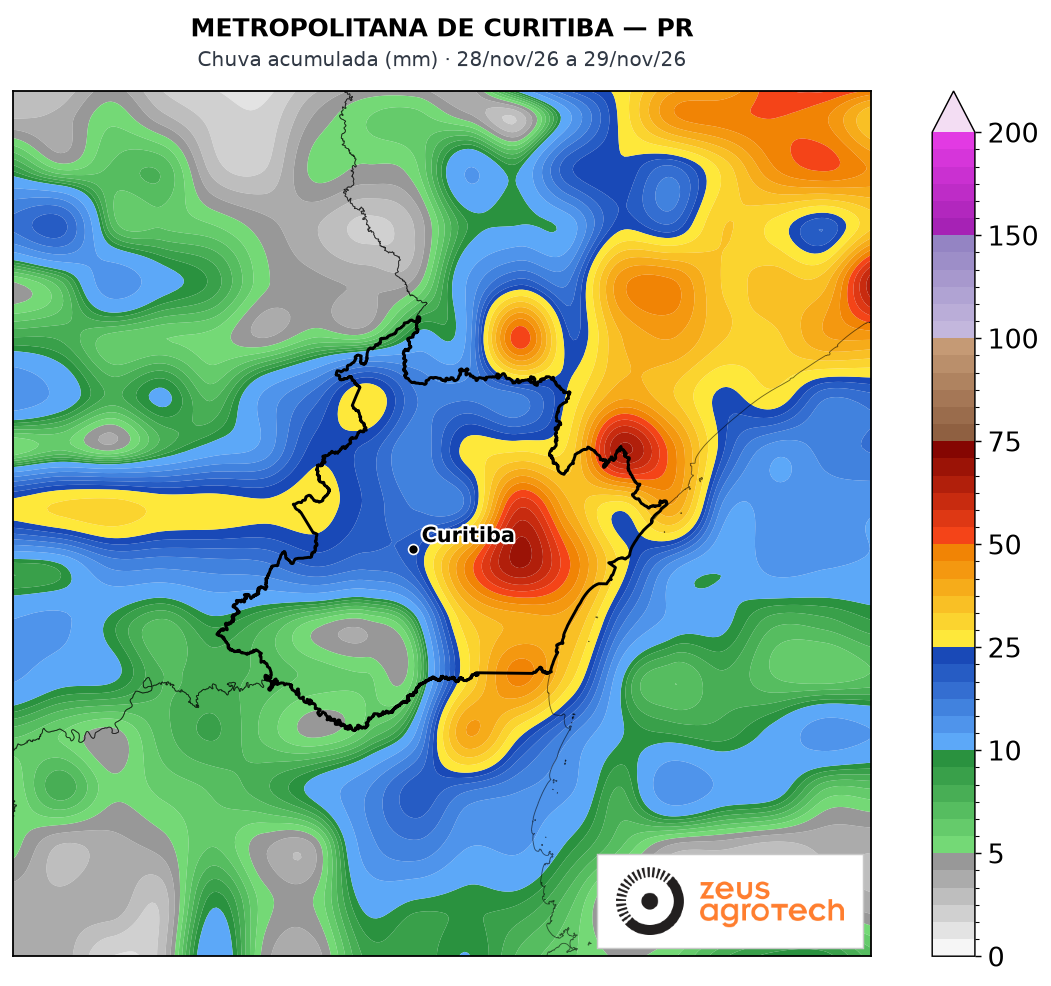 METROPOLITANA DE CURITIBA — PR
Chuva acumulada (mm) · 28/nov/26 a 29/nov/26
200
150
100
75
50
25
10
5
0
Curitiba
zeus
agrotech